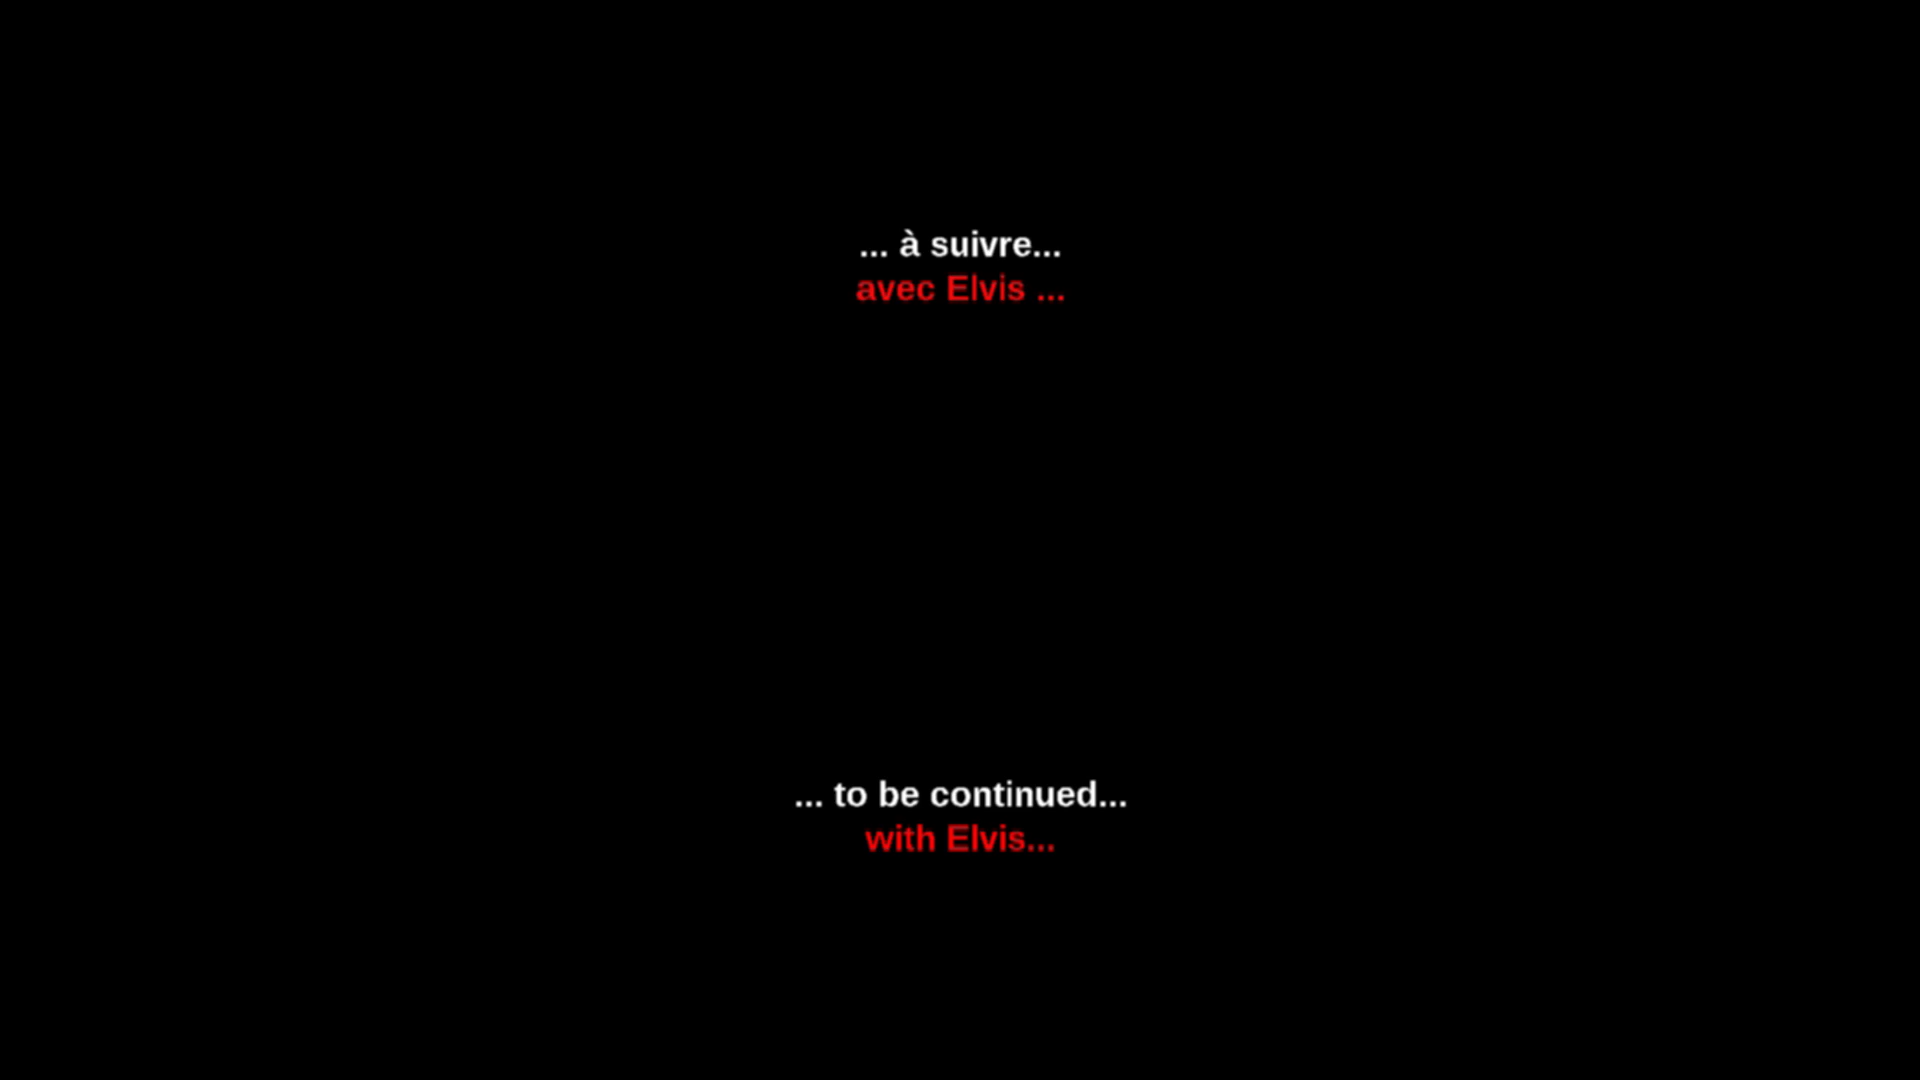 ... à suivre...
avec Elvis ...
... to be continued...
with Elvis...